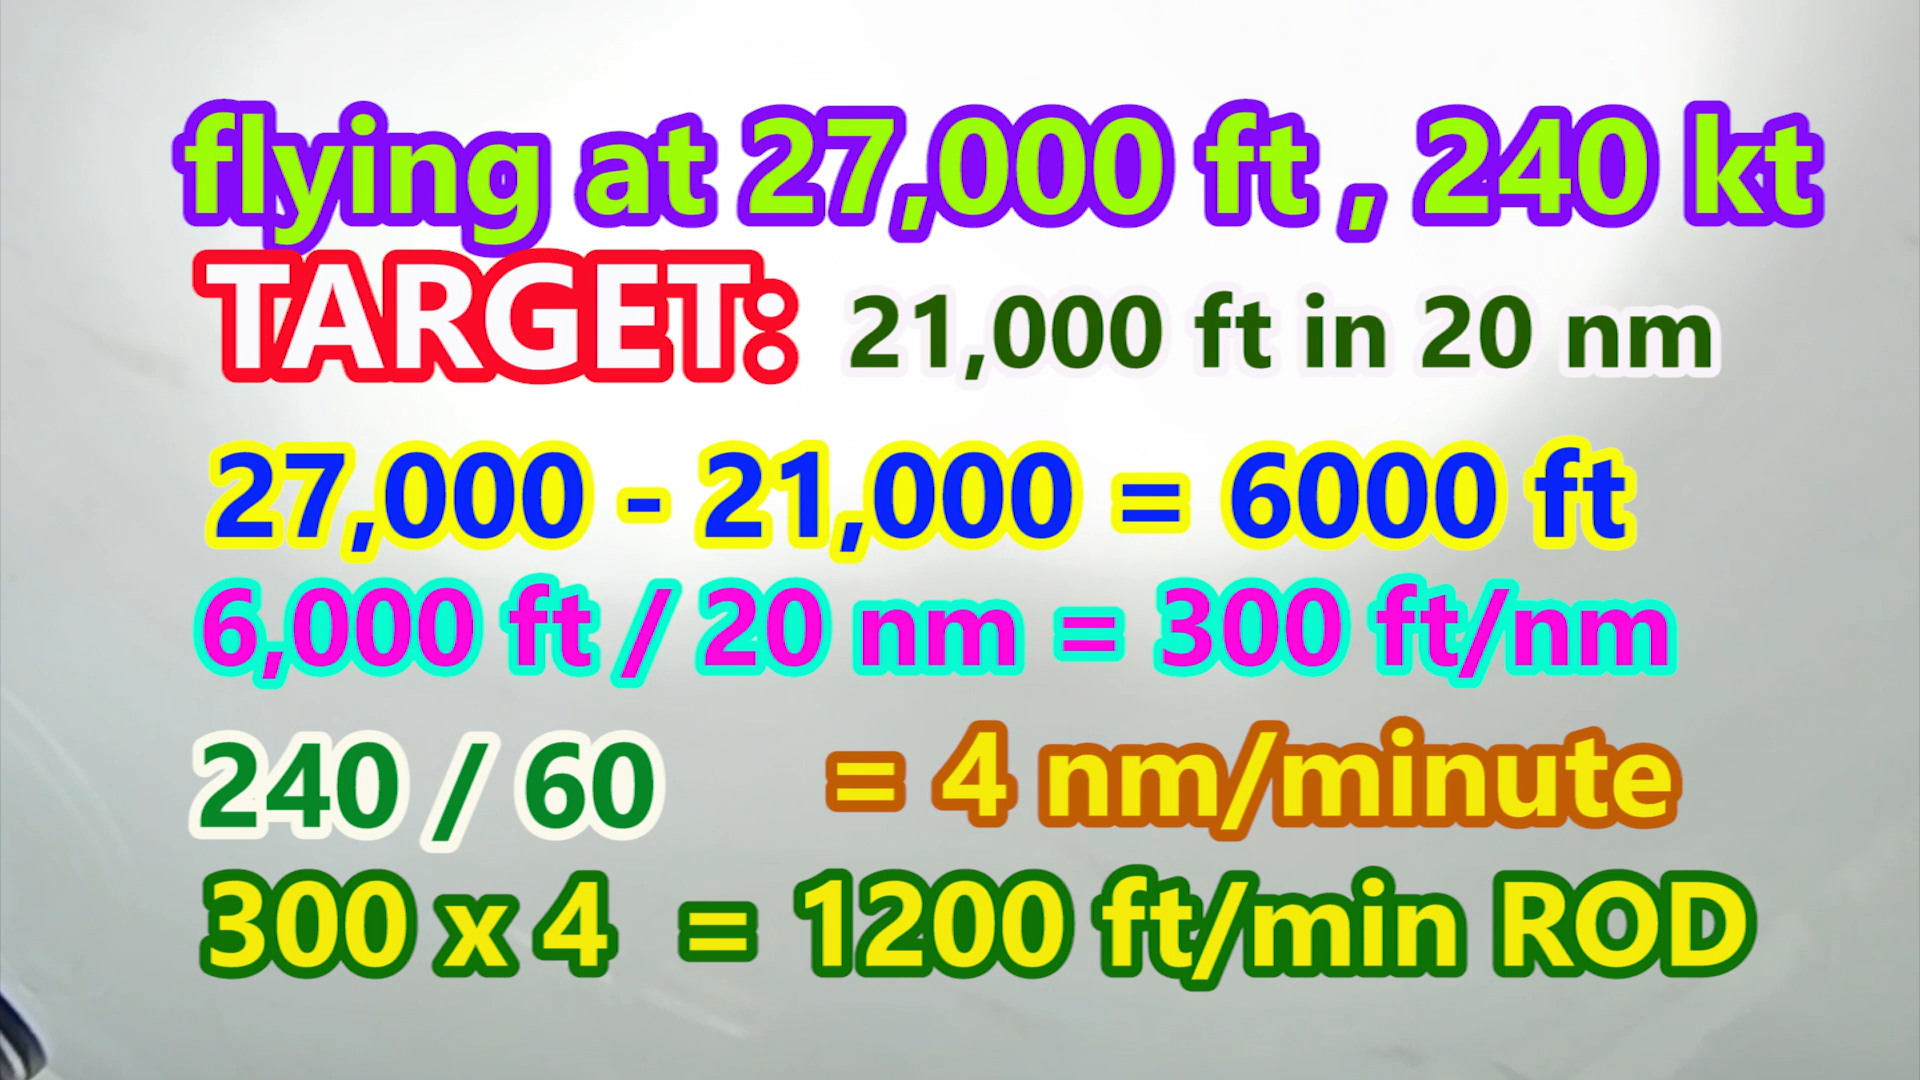 flying at 27,000 ft , 240 kt
TARGET: 21,000 ft in 20 nm
27,000 - 21,000 = 6000 ft
6,000 ft / 20 nm = 300 ft/nm
240 / 60 = 4 nm/minute
300 x 4 = 1200 ft/min ROD